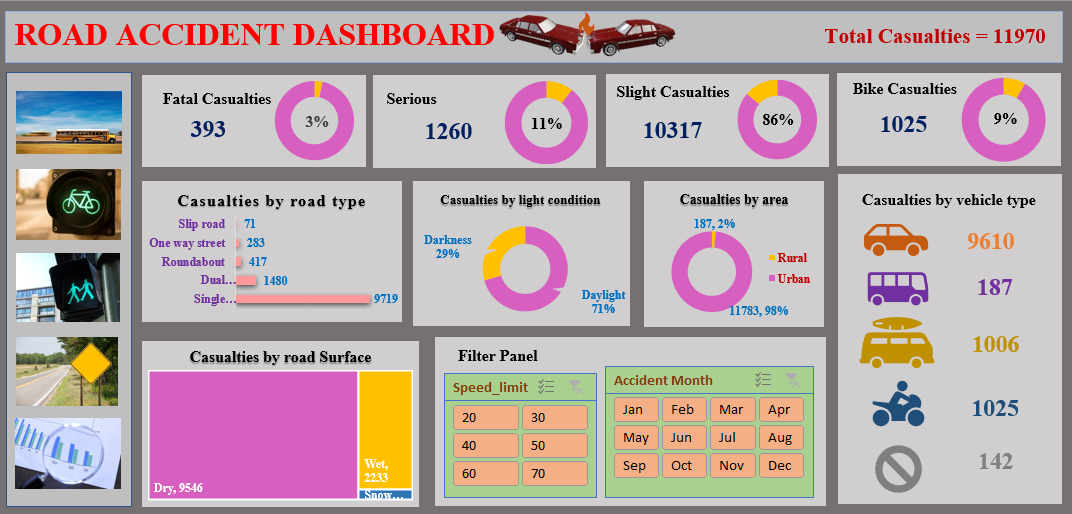 ROAD ACCIDENT DASHBOARD
Total Casualties = 11970
Fatal Casualties
393
3%
Serious
1260
11%
Slight Casualties
10317
86%
Bike Casualties
1025
9%
Casualties by road type
Slip road 71
One way street 283
Roundabout 417
Dual... 1480
Single... 9719
Casualties by light condition
Darkness
29%
Daylight
71%
Casualties by area
187, 2%
Rural
Urban
11783, 98%
Casualties by vehicle type
9610
187
1006
1025
142
Casualties by road Surface
Dry, 9546
Wet,
2233
Snow...
Filter Panel
Speed_limit
20 30
40 50
60 70
Accident Month
Jan Feb Mar Apr
May Jun Jul Aug
Sep Oct Nov Dec